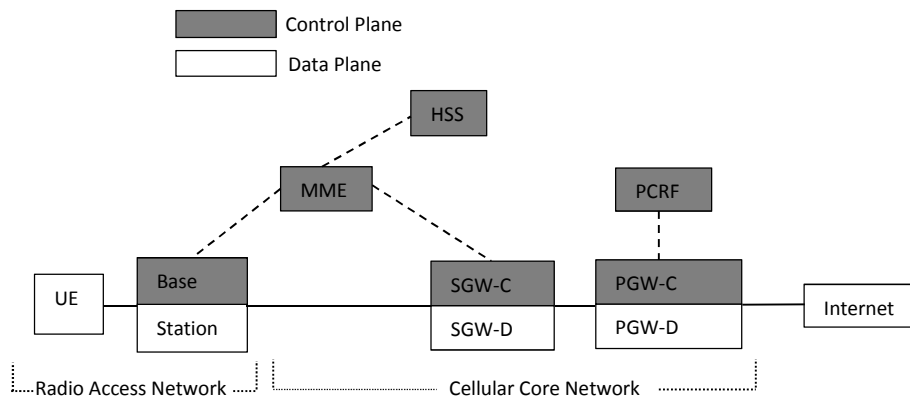 Control Plane
Data Plane
HSS
MME
PCRF
Base
Station
SGW-C
SGW-D
PGW-C
PGW-D
UE
Internet
Radio Access Network
Cellular Core Network